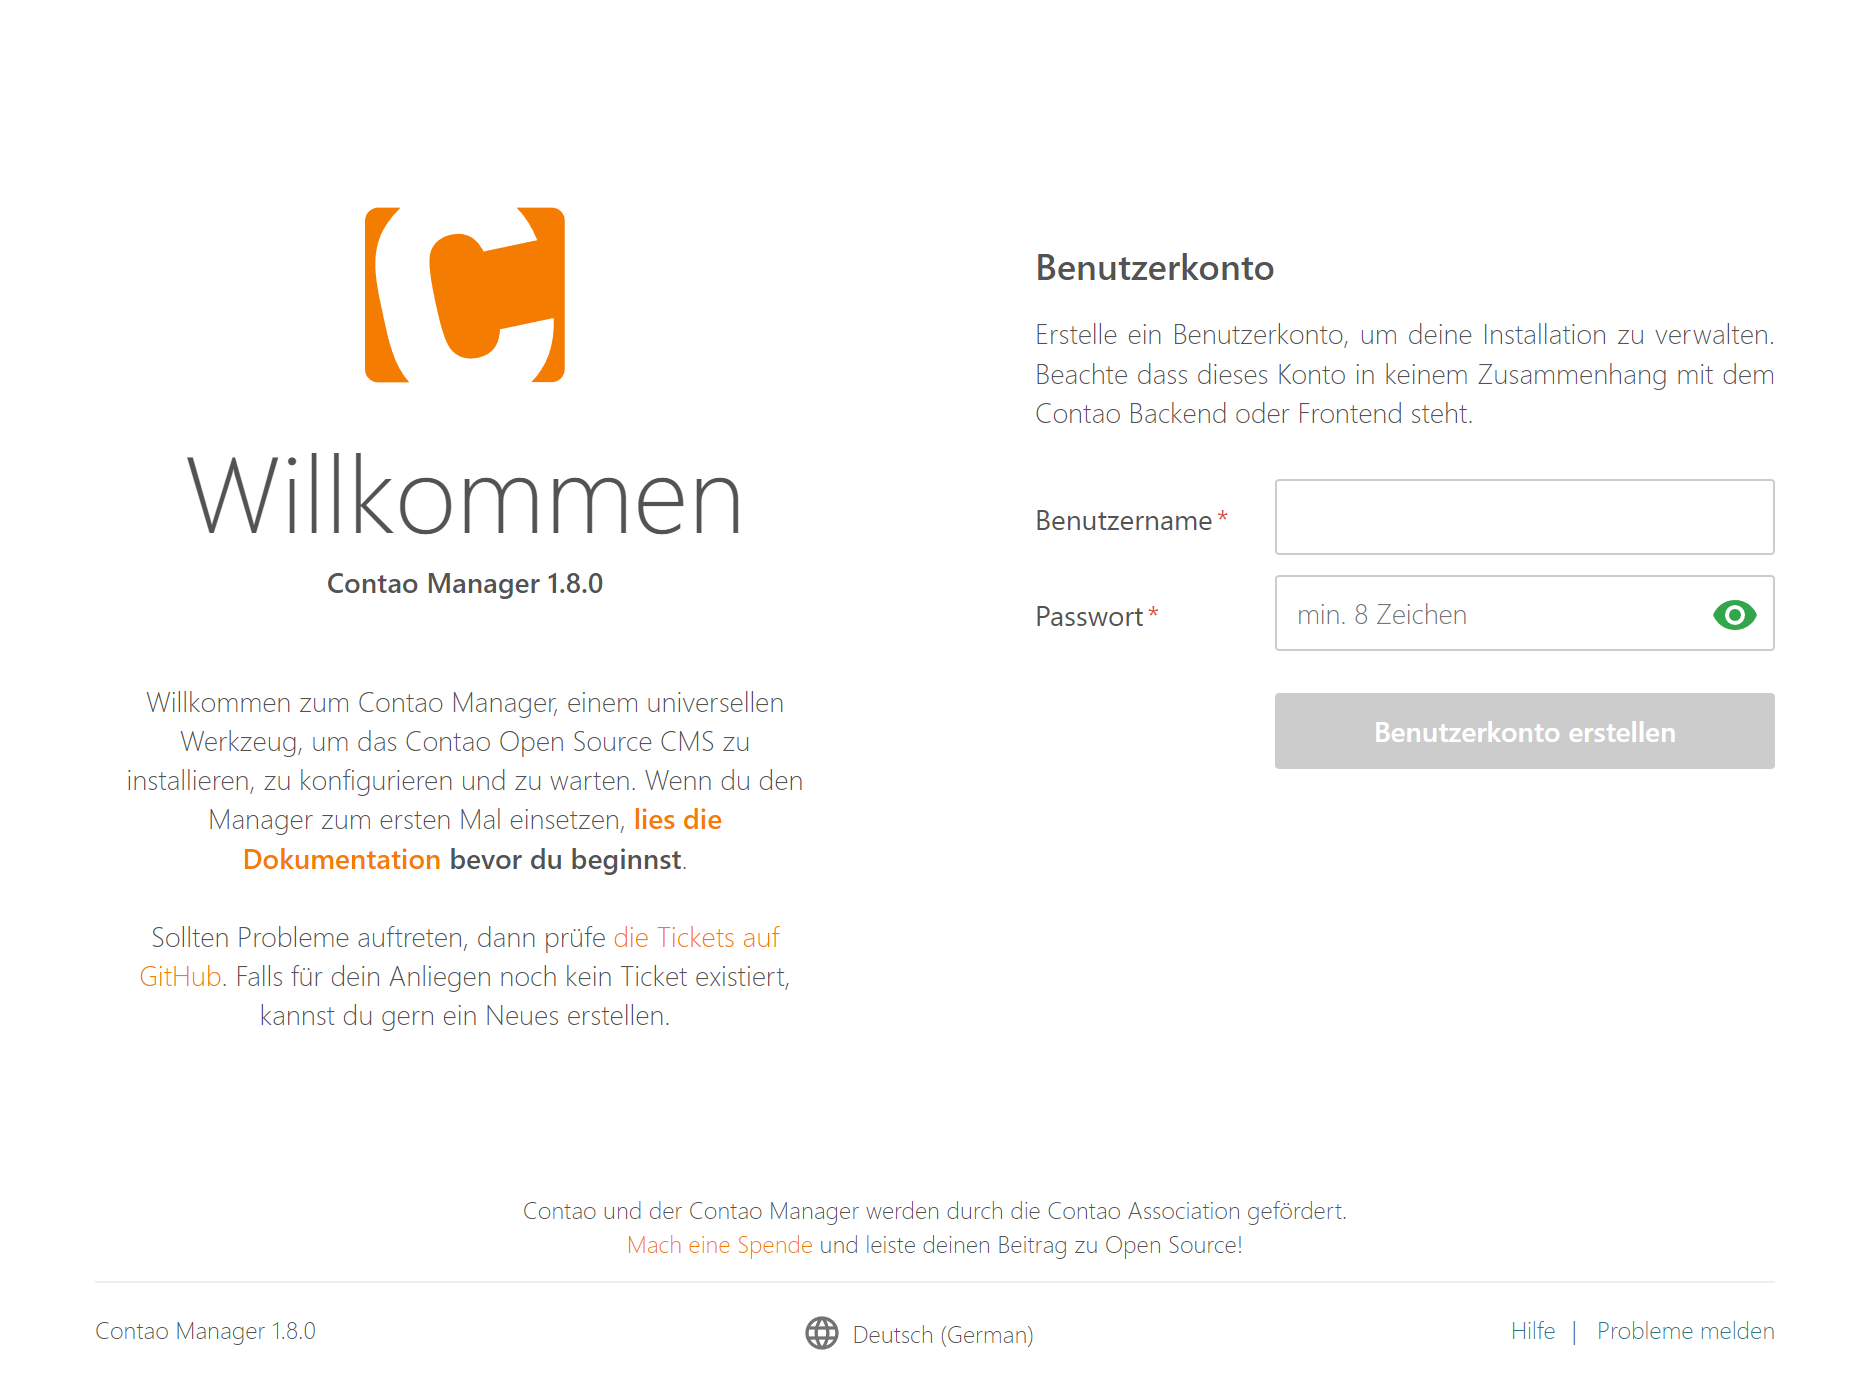 Willkommen
Contao Manager 1.8.0
Willkommen zum Contao Manager, einem universellen
Werkzeug, um das Contao Open Source CMS zu
installieren, zu konfigurieren und zu warten. Wenn du den
Manager zum ersten Mal einsetzen, lies die
Dokumentation bevor du beginnst.
Sollten Probleme auftreten, dann prüfe die Tickets auf
GitHub. Falls für dein Anliegen noch kein Ticket existiert,
kannst du gern ein Neues erstellen.
Benutzerkonto
Erstelle ein Benutzerkonto, um deine Installation zu verwalten.
Beachte dass dieses Konto in keinem Zusammenhang mit dem
Contao Backend oder Frontend steht.
Benutzername*
Passwort* min. 8 Zeichen
Benutzerkonto erstellen
Contao und der Contao Manager werden durch die Contao Association gefördert.
Mach eine Spende und leiste deinen Beitrag zu Open Source!
Contao Manager 1.8.0 Deutsch (German) Hilfe | Probleme melden